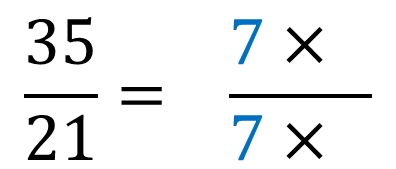 35/21 = 7 ×/7 ×